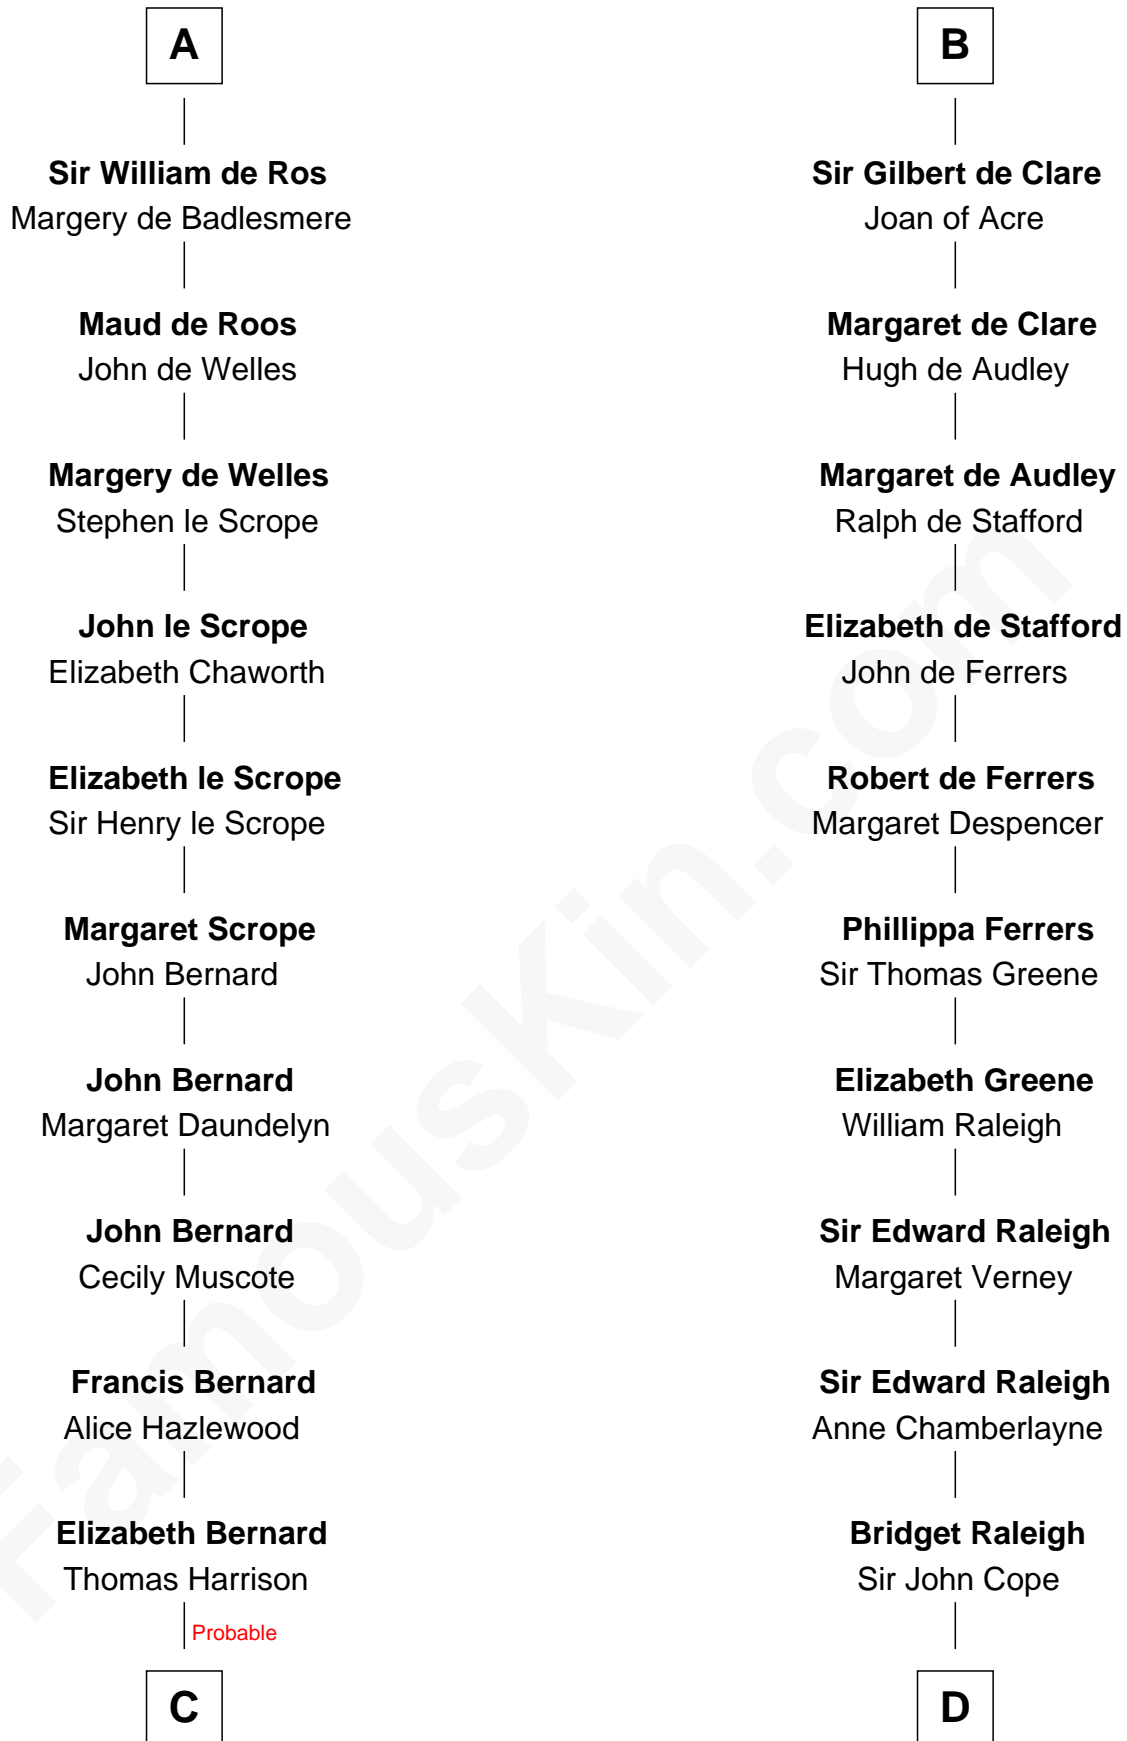 A
Sir William de Ros
Margery de Badlesmere
Maud de Roos
John de Welles
Margery de Welles
Stephen le Scrope
John le Scrope
Elizabeth Chaworth
Elizabeth le Scrope
Sir Henry le Scrope
Margaret Scrope
John Bernard
John Bernard
Margaret Daundelyn
John Bernard
Cecily Muscote
Francis Bernard
Alice Hazlewood
Elizabeth Bernard
Thomas Harrison
Probable
C
B
Sir Gilbert de Clare
Joan of Acre
Margaret de Clare
Hugh de Audley
Margaret de Audley
Ralph de Stafford
Elizabeth de Stafford
John de Ferrers
Robert de Ferrers
Margaret Despencer
Phillippa Ferrers
Sir Thomas Greene
Elizabeth Greene
William Raleigh
Sir Edward Raleigh
Margaret Verney
Sir Edward Raleigh
Anne Chamberlayne
Bridget Raleigh
Sir John Cope
D
FamousKin.com